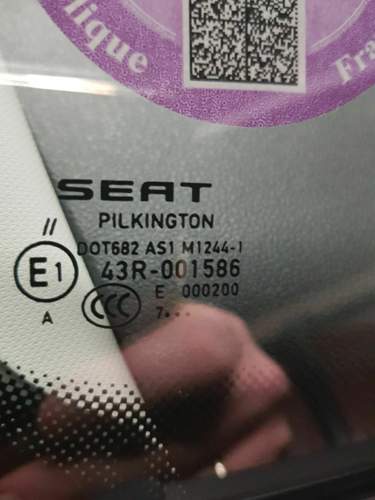 lique
Fra
SEAT
PILKINGTON
//
DOT682 AS1 M1244-1
E1
43R-001586
CCC
E 000200
A
7...